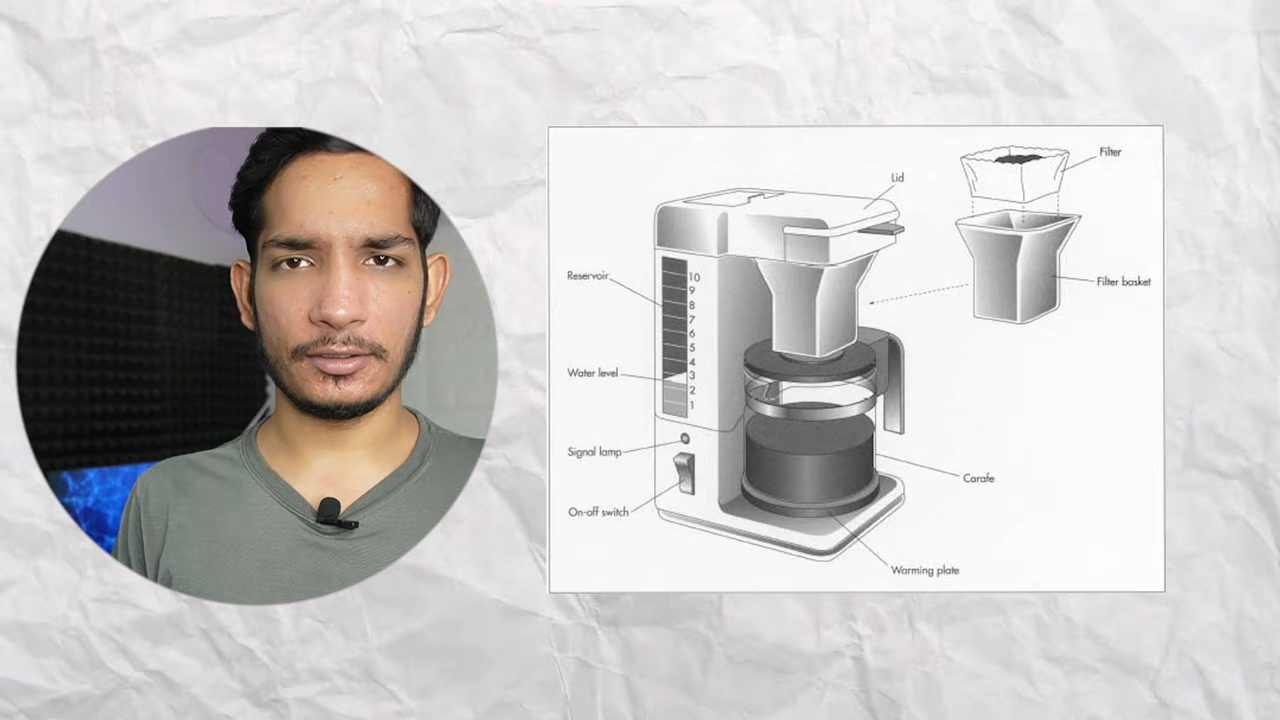 Filter
Lid
Reservoir
10
9
8
7
6
5
4
3
2
1
Filter basket
Water level
Signal lamp
Carafe
On-off switch
Warming plate